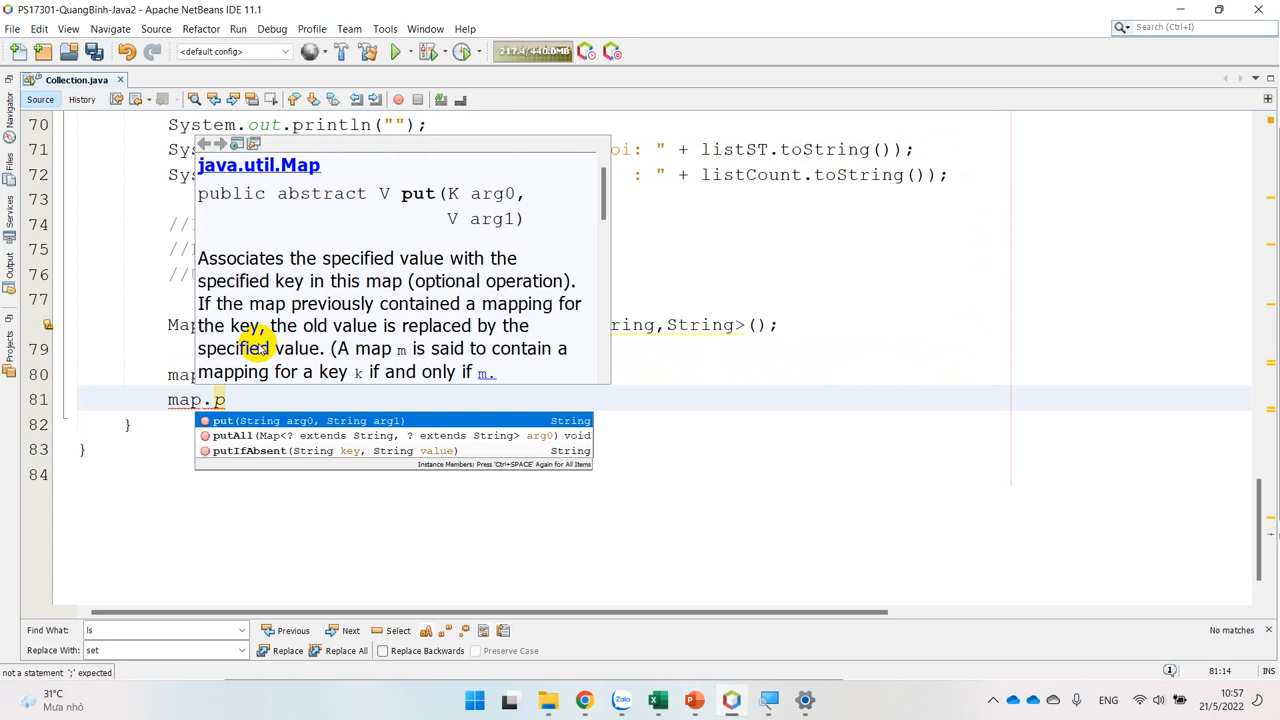 PS17301-QuangBinh-Java2 - Apache NetBeans IDE 11.1
File Edit View Navigate Source Refactor Run Debug Profile Team Tools Window Help
Search (Ctrl+I)
<default config>
217.4/440.0MB
Collection.java
Source History
Navigator
Files
Services
Output
Projects
70 System.out.println("");
71 Sys oi: " + listST.toString());
72 Sys : " + listCount.toString());
73
74
75
76
77
Map ring,String>();
79
80 map
81 map.p
82 }
83 }
84
java.util.Map
public abstract V put(K arg0,
V arg1)
Associates the specified value with the
specified key in this map (optional operation).
If the map previously contained a mapping for
the key, the old value is replaced by the
specified value. (A map m is said to contain a
mapping for a key k if and only if m.
put(String arg0, String arg1) String
putAll(Map<? extends String, ? extends String> arg0) void
putIfAbsent(String key, String value) String
Instance Members; Press 'Ctrl+SPACE' Again for All Items
Find What: ls Previous Next Select No matches
Replace With: set Replace Replace All Replace Backwards Preserve Case
not a statement ';' expected 1 81:14 INS
31°C
Mưa nhỏ
Zalo
ENG
10:57
21/5/2022